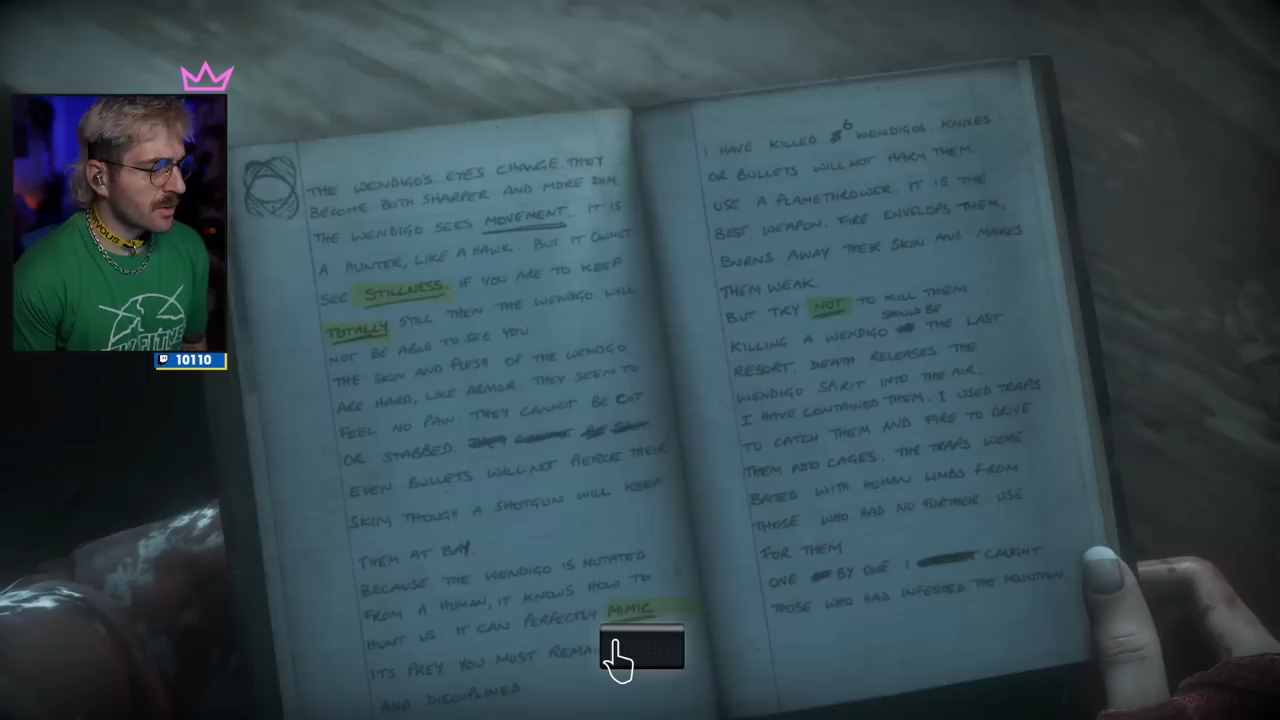 10110
THE WENDIGO'S EYES CHANGE. THEY
BECOME BOTH SHARPER AND MORE DIM.
THE WENDIGO SEES MOVEMENT. IT IS
A HUNTER, LIKE A HAWK. BUT IT CANNOT
SEE STILLNESS. IF YOU ARE TO KEEP
TOTALLY STILL THEN THE WENDIGO WILL
NOT BE ABLE TO SEE YOU
THE SKIN AND FLESH OF THE WENDIGO
ARE HARD, LIKE ARMOR. THEY SEEM TO
FEEL NO PAIN THEY CANNOT BE CUT
OR STABBED.
EVEN BULLETS WILL NOT PIERCE THEIR
SKIN, THOUGH A SHOTGUN WILL KEEP
THEM AT BAY.
BECAUSE THE WENDIGO IS MUTATED
FROM A HUMAN, IT KNOWS HOW TO
HUNT US IT CAN PERFECTLY MIMIC
ITS PREY. YOU MUST REMAI
AND DISCIPLINED
I HAVE KILLED 6 WENDIGOS. KNIVES
OR BULLETS WILL NOT HARM THEM.
USE A FLAMETHROWER. IT IS THE
BEST WEAPON. FIRE ENVELOPS THEM,
BURNS AWAY THEIR SKIN AND MAKES
THEM WEAK.
BUT TRY NOT TO KILL THEM
SHOULD BE
KILLING A WENDIGO THE LAST
RESORT. DEATH RELEASES THE
WENDIGO SPIRIT INTO THE AIR.
I HAVE CONTAINED THEM. I USED TRAPS
TO CATCH THEM AND FIRE TO DRIVE
THEM INTO CAGES. THE TRAPS WERE
BATED WITH HUMAN LIMBS FROM
THOSE WHO HAD NO FURTHER USE
FOR THEM
ONE BY ONE I CAUGHT
THOSE WHO HAD INFESTED THE MOUNTAIN.